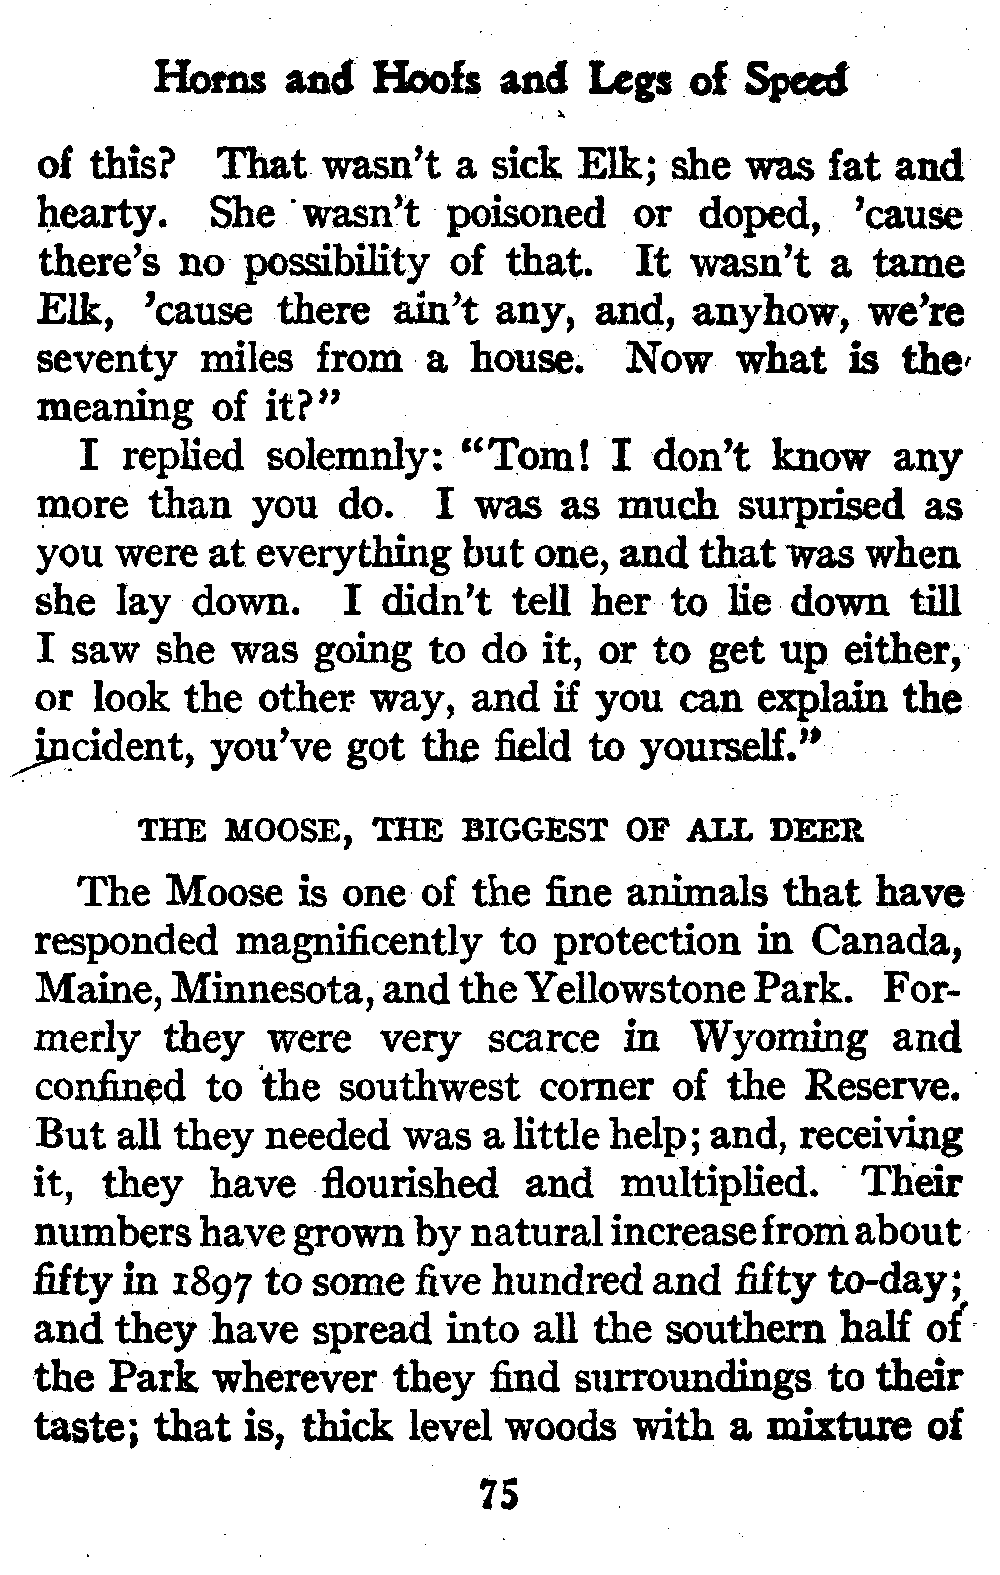 Horns and Hoofs and Legs of Speed
of this? That wasn't a sick Elk; she was fat and
hearty. She wasn't poisoned or doped, 'cause
there's no possibility of that. It wasn't a tame
Elk, 'cause there ain't any, and, anyhow, we're
seventy miles from a house. Now what is the
meaning of it?"
I replied solemnly: "Tom! I don't know any
more than you do. I was as much surprised as
you were at everything but one, and that was when
she lay down. I didn't tell her to lie down till
I saw she was going to do it, or to get up either,
or look the other way, and if you can explain the
incident, you've got the field to yourself."
THE MOOSE, THE BIGGEST OF ALL DEER
The Moose is one of the fine animals that have
responded magnificently to protection in Canada,
Maine, Minnesota, and the Yellowstone Park. For-
merly they were very scarce in Wyoming and
confined to the southwest corner of the Reserve.
But all they needed was a little help; and, receiving
it, they have flourished and multiplied. Their
numbers have grown by natural increase from about
fifty in 1897 to some five hundred and fifty to-day;
and they have spread into all the southern half of
the Park wherever they find surroundings to their
taste; that is, thick level woods with a mixture of
75